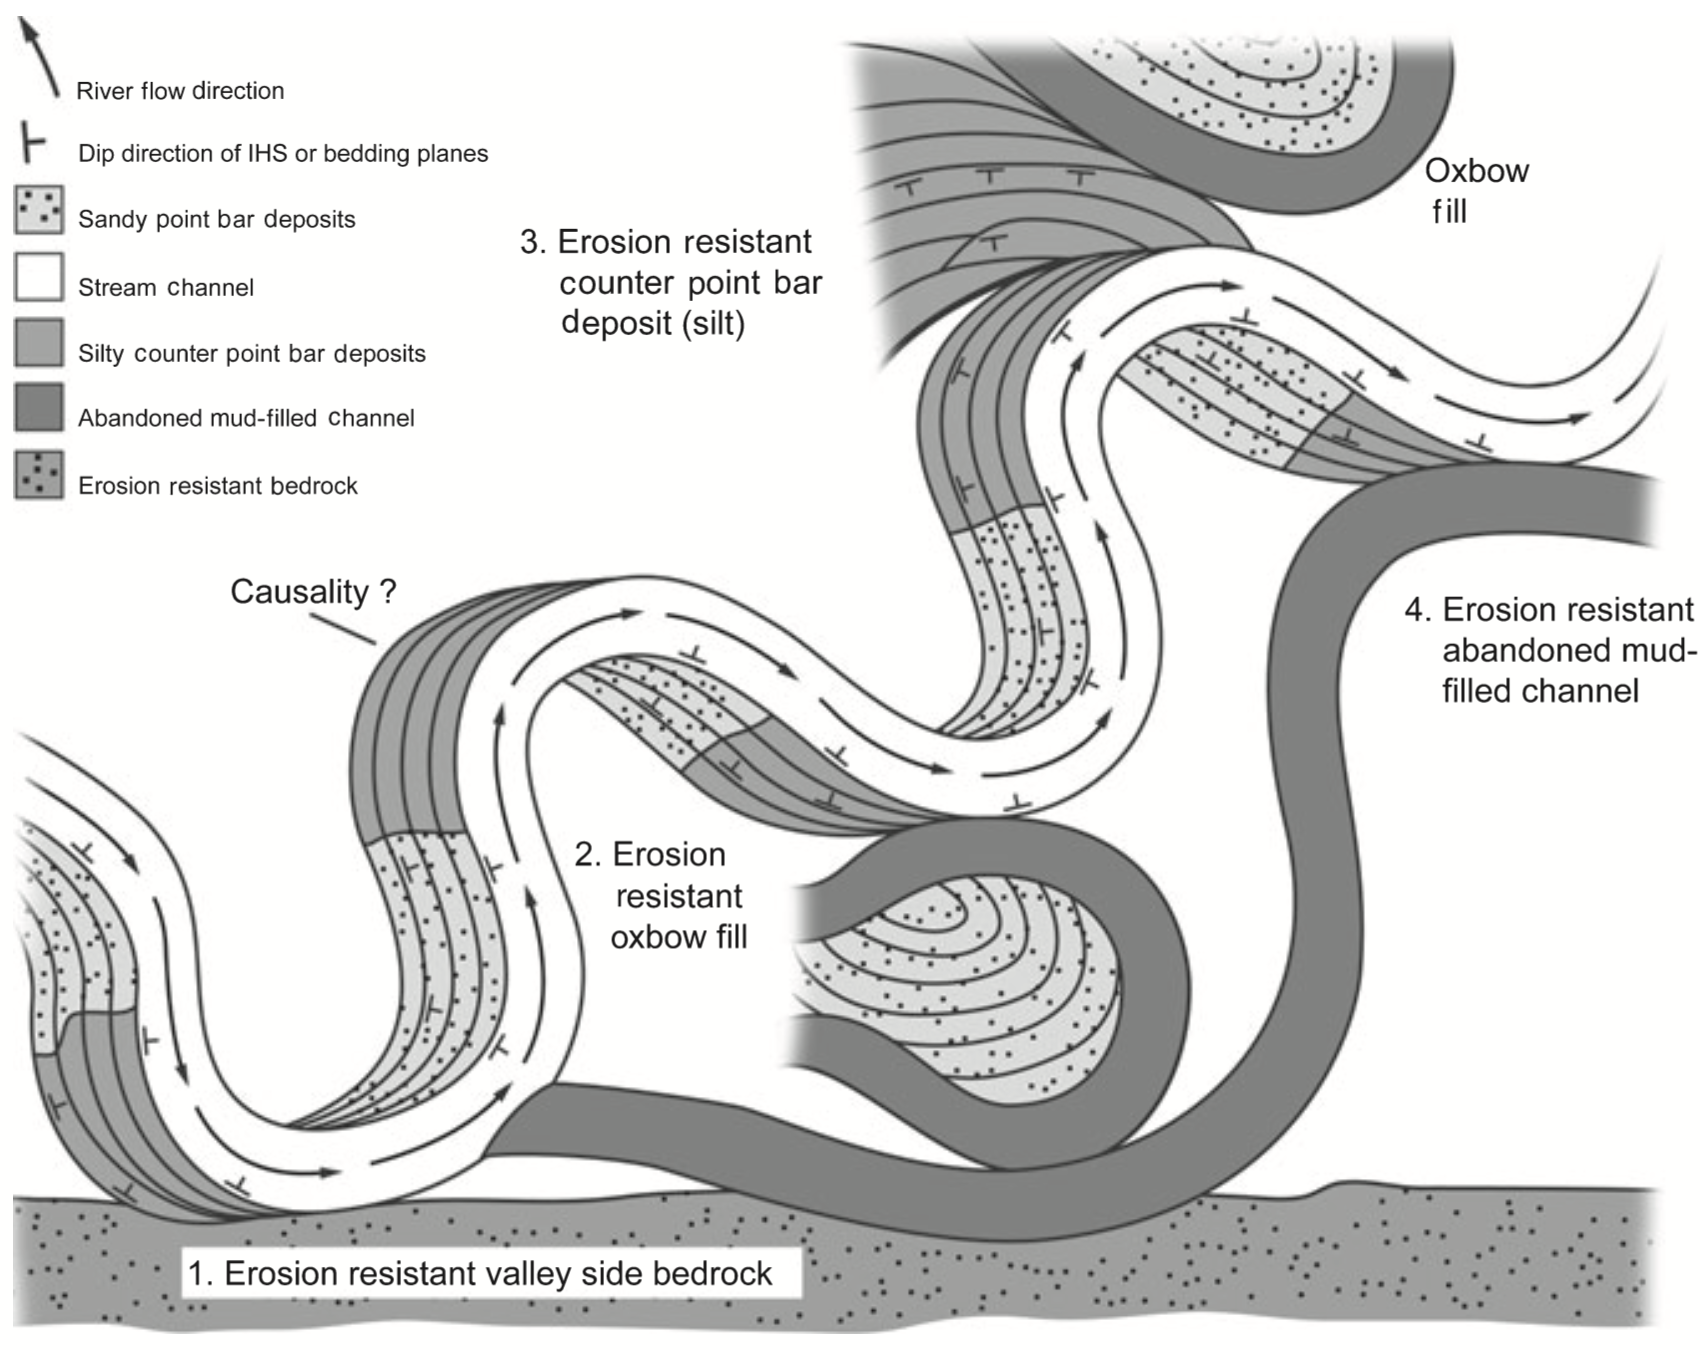 River flow direction
Dip direction of IHS or bedding planes
Sandy point bar deposits
Stream channel
Silty counter point bar deposits
Abandoned mud-filled channel
Erosion resistant bedrock
3. Erosion resistant
counter point bar
deposit (silt)
Oxbow
fill
Causality ?
4. Erosion resistant
abandoned mud-
filled channel
2. Erosion
resistant
oxbow fill
1. Erosion resistant valley side bedrock